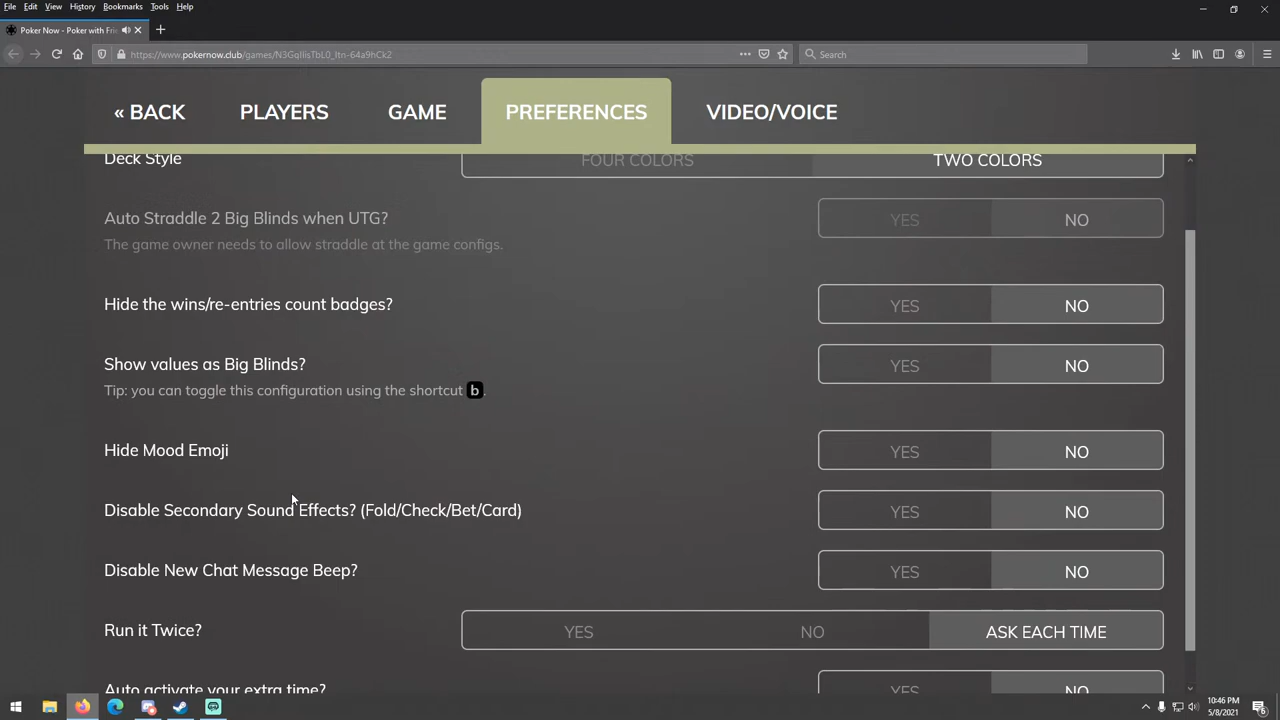 File Edit View History Bookmarks Tools Help
Poker Now - Poker with Fri
https://www.pokernow.club/games/
Search
« BACK PLAYERS GAME PREFERENCES VIDEO/VOICE
Deck Style FOUR COLORS TWO COLORS
Auto Straddle 2 Big Blinds when UTG? YES NO
The game owner needs to allow straddle at the game configs.
Hide the wins/re-entries count badges? YES NO
Show values as Big Blinds? YES NO
Tip: you can toggle this configuration using the shortcut b.
Hide Mood Emoji YES NO
Disable Secondary Sound Effects? (Fold/Check/Bet/Card) YES NO
Disable New Chat Message Beep? YES NO
Run it Twice? YES NO ASK EACH TIME
Auto activate your extra time? YES NO
10:46 PM
5/8/2021